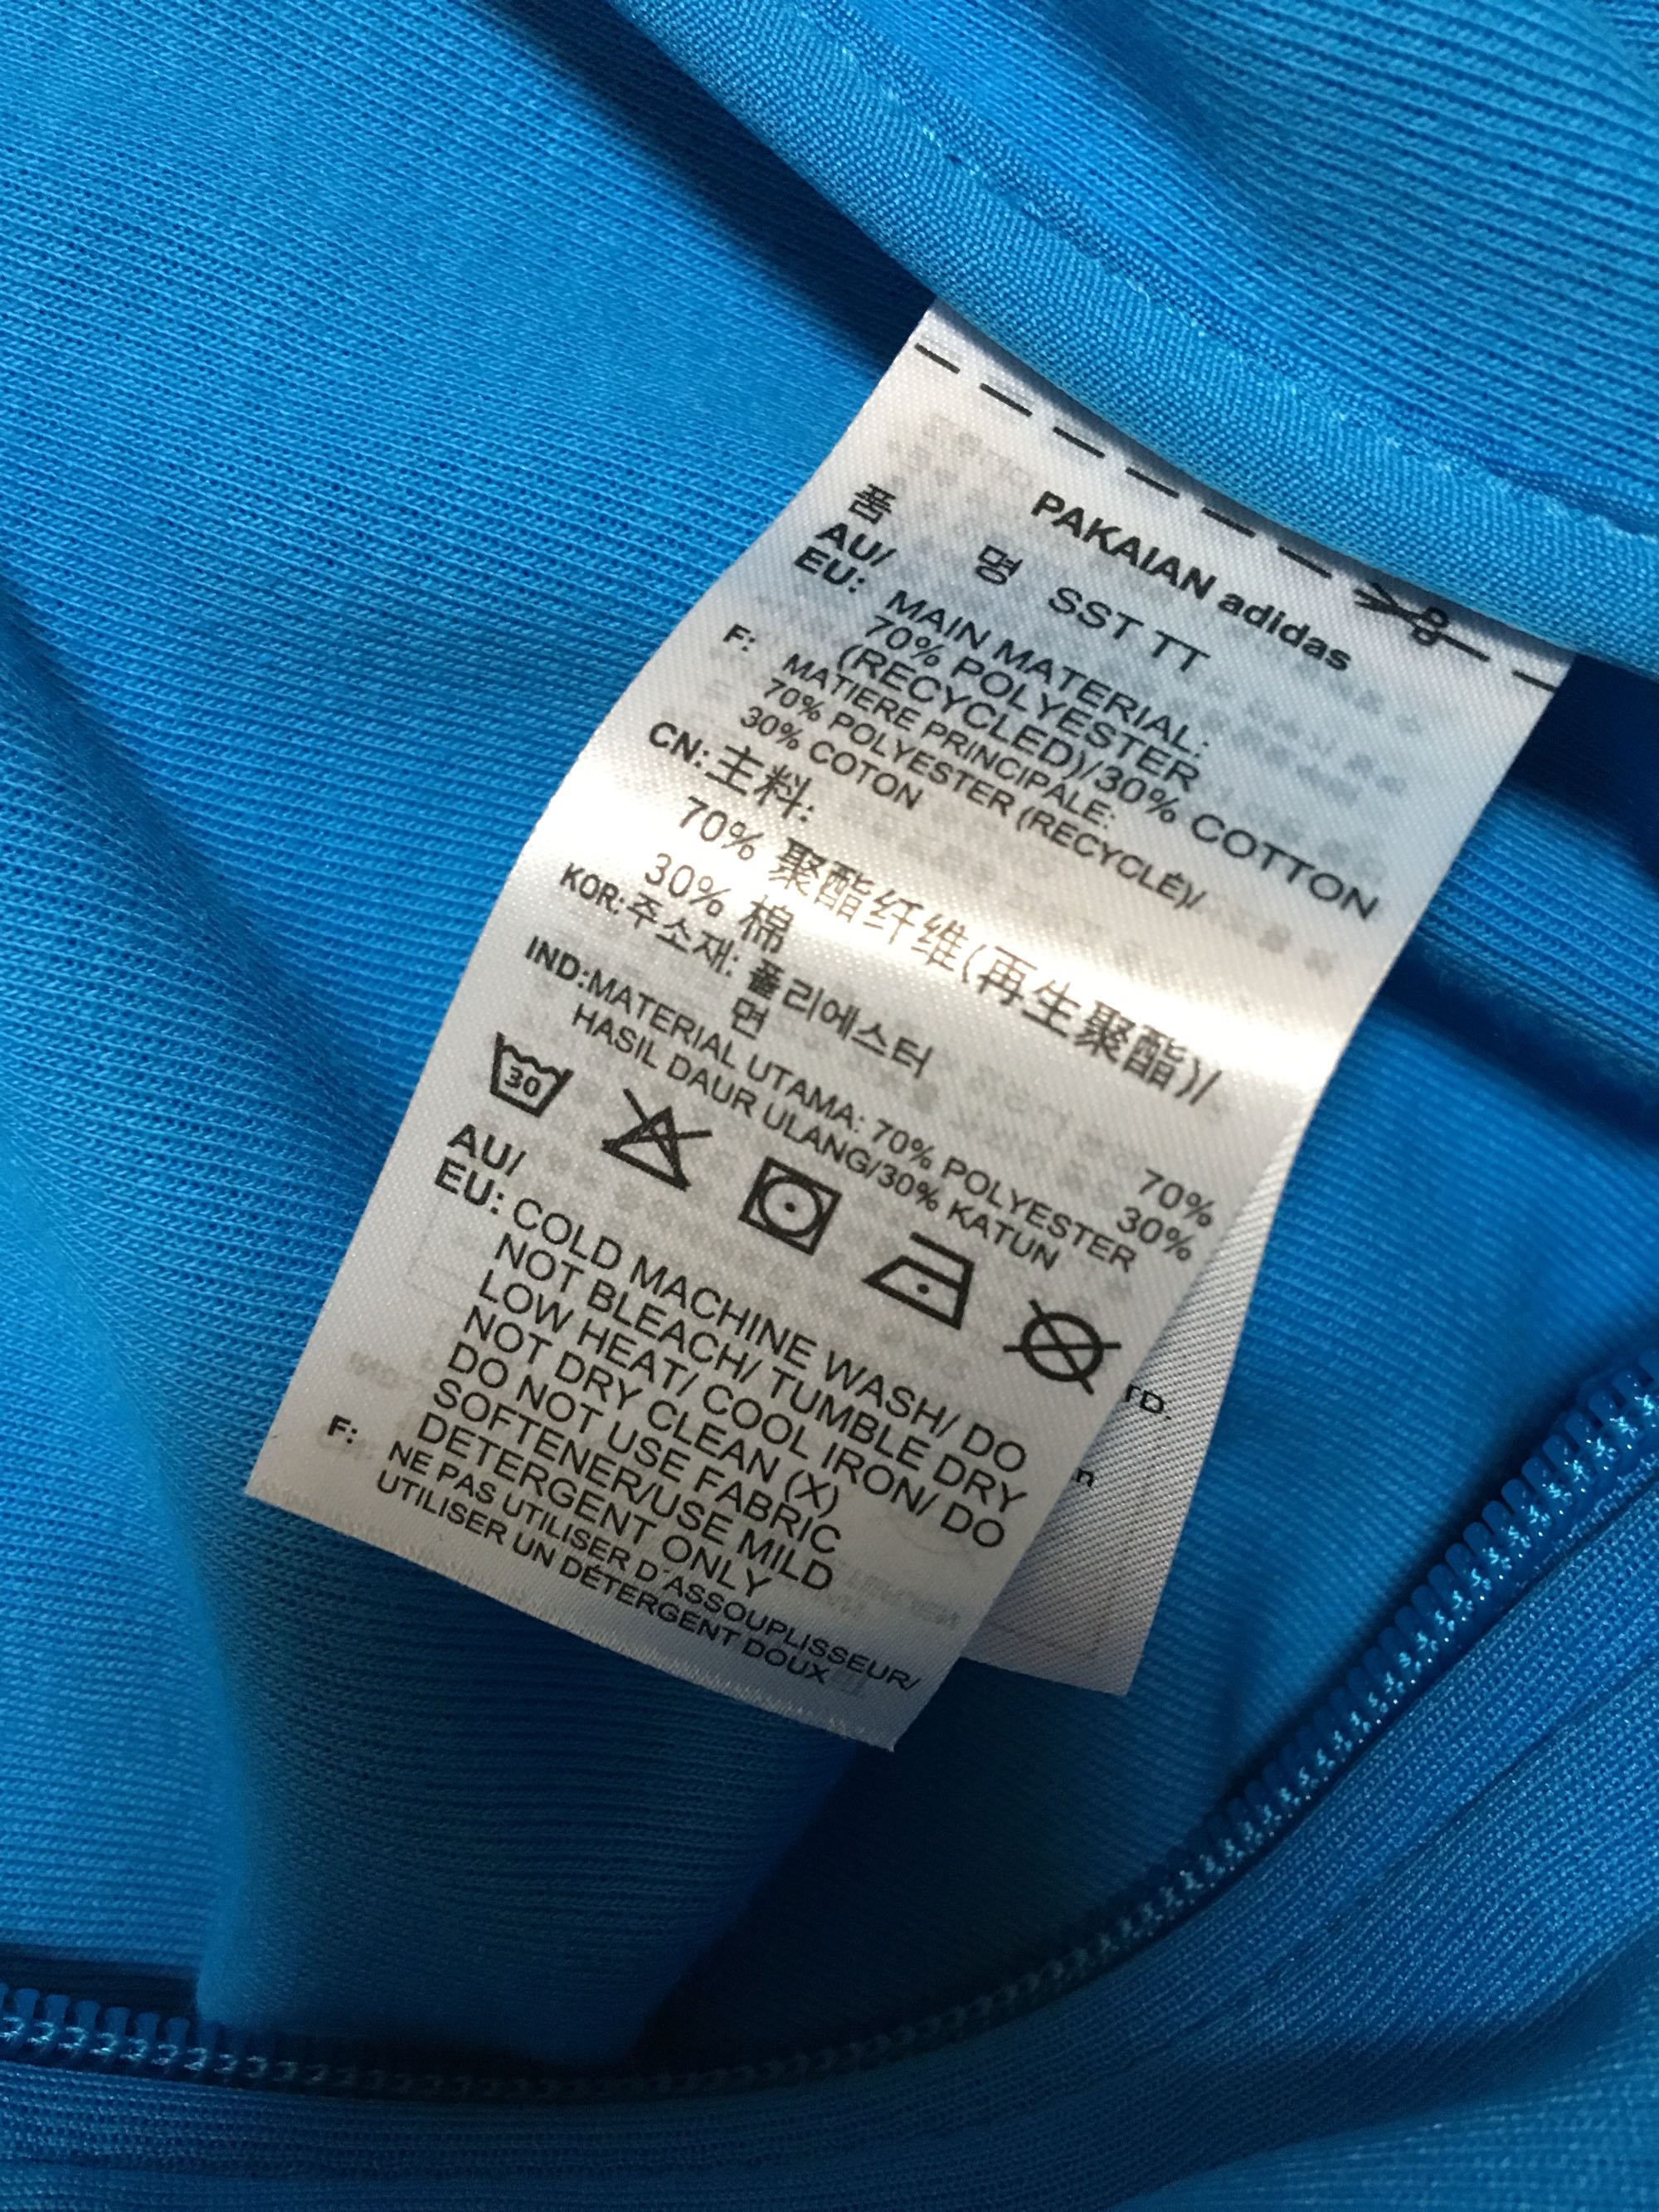 PAKAIAN adidas
품 명 SST TT
AU/
EU: MAIN MATERIAL:
70% POLYESTER
(RECYCLED)/30% COTTON
F: MATIERE PRINCIPALE:
70% POLYESTER (RECYCLÉ)/
30% COTON
CN: 主料:
70% 聚酯纤维(再生聚酯)/
30% 棉
KOR: 주소재: 폴리에스터 70%
면 30%
IND:MATERIAL UTAMA: 70% POLYESTER
HASIL DAUR ULANG/30% KATUN
30
AU/
EU: COLD MACHINE WASH/ DO
NOT BLEACH/ TUMBLE DRY
LOW HEAT/ COOL IRON/ DO
NOT DRY CLEAN (X)
DO NOT USE FABRIC
SOFTENER/USE MILD
DETERGENT ONLY
F: NE PAS UTILISER D´ASSOUPLISSEUR/
UTILISER UN DÉTERGENT DOUX
TD.
n